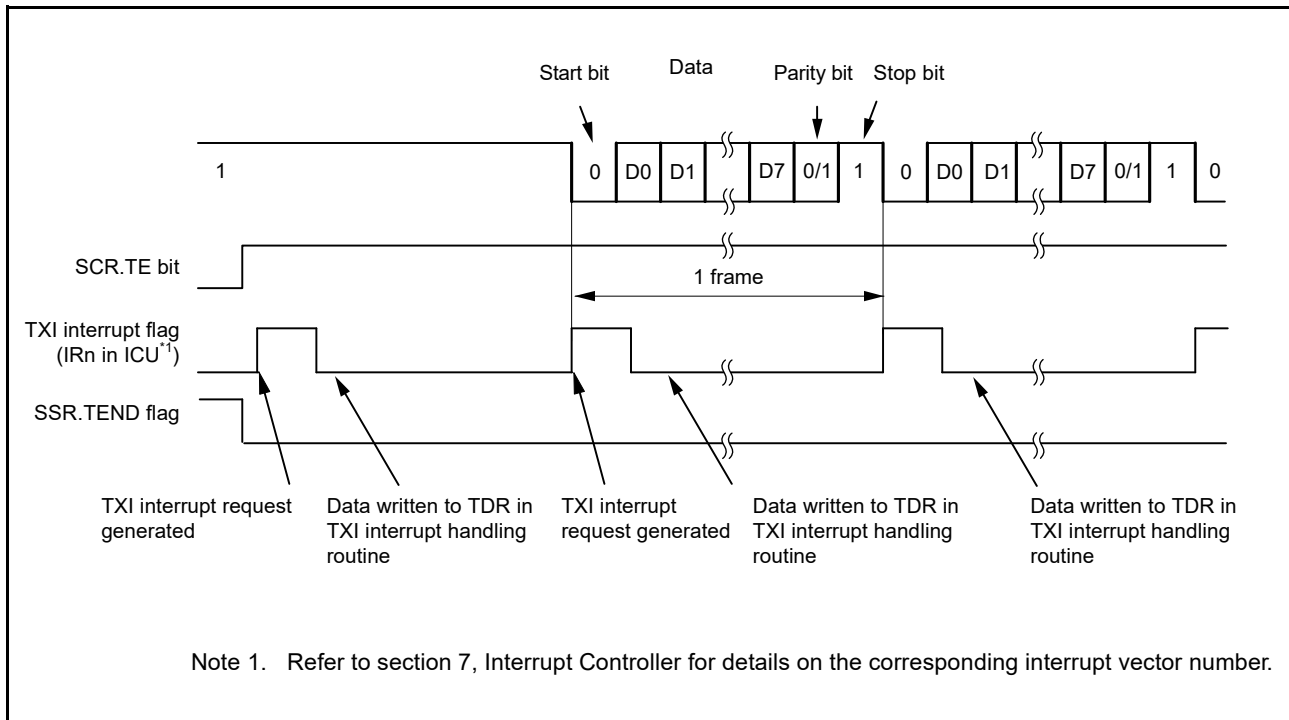 Start bit
Data
Parity bit
Stop bit
1
0
D0
D1
D7
0/1
1
0
D0
D1
D7
0/1
1
0
SCR.TE bit
1 frame
TXI interrupt flag
(IRn in ICU*1)
SSR.TEND flag
TXI interrupt request
generated
Data written to TDR in
TXI interrupt handling
routine
TXI interrupt
request generated
Data written to TDR in
TXI interrupt handling
routine
Data written to TDR in
TXI interrupt handling
routine
Note 1. Refer to section 7, Interrupt Controller for details on the corresponding interrupt vector number.